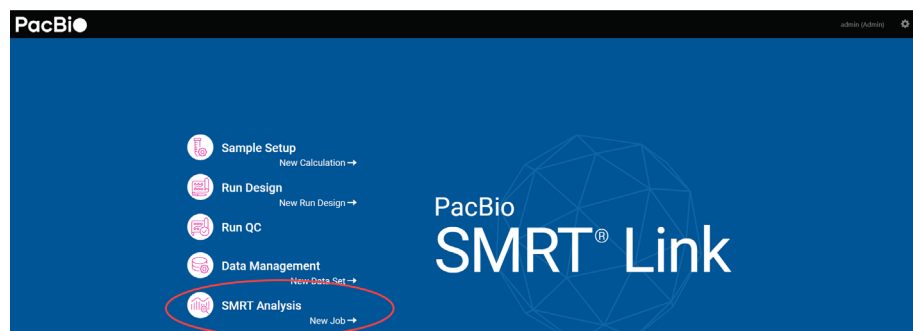 PacBio
admin (Admin)
Sample Setup
New Calculation →
Run Design
New Run Design →
Run QC
Data Management
New Data Set →
SMRT Analysis
New Job →
PacBio
SMRT® Link